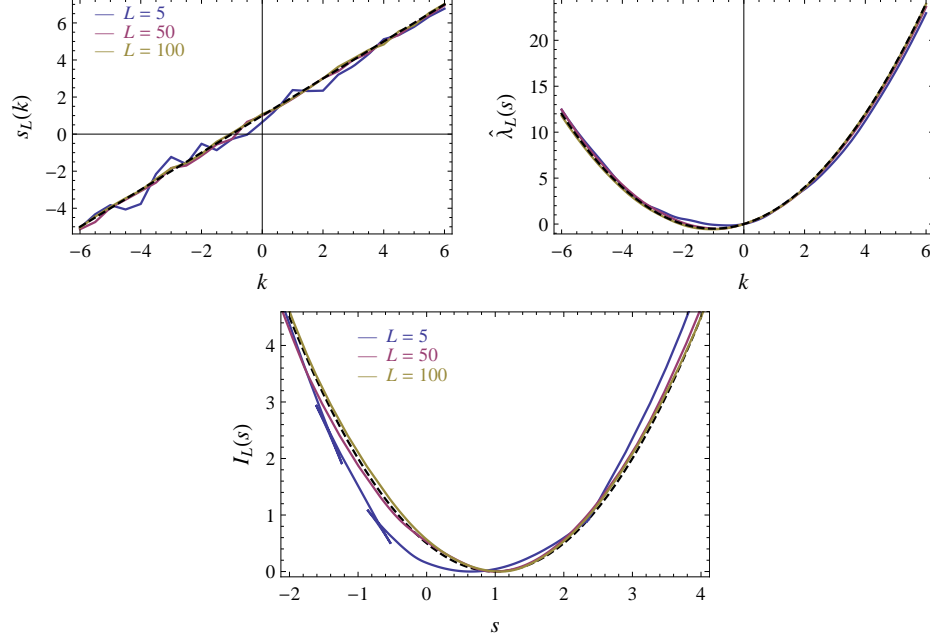 6
4
2
0
−2
−4
−6 −4 −2 0 2 4 6
k
s_L(k)
L = 5
L = 50
L = 100
20
15
10
5
0
−6 −4 −2 0 2 4 6
k
λ̂_L(s)
4
3
2
1
0
−2 −1 0 1 2 3 4
s
I_L(s)
L = 5
L = 50
L = 100